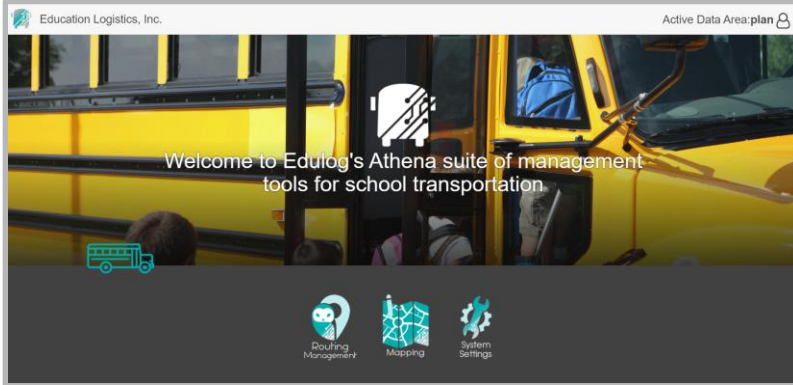 Education Logistics, Inc.
Active Data Area:plan
Welcome to Edulog's Athena suite of management
tools for school transportation
Routing
Management
Mapping
System
Settings